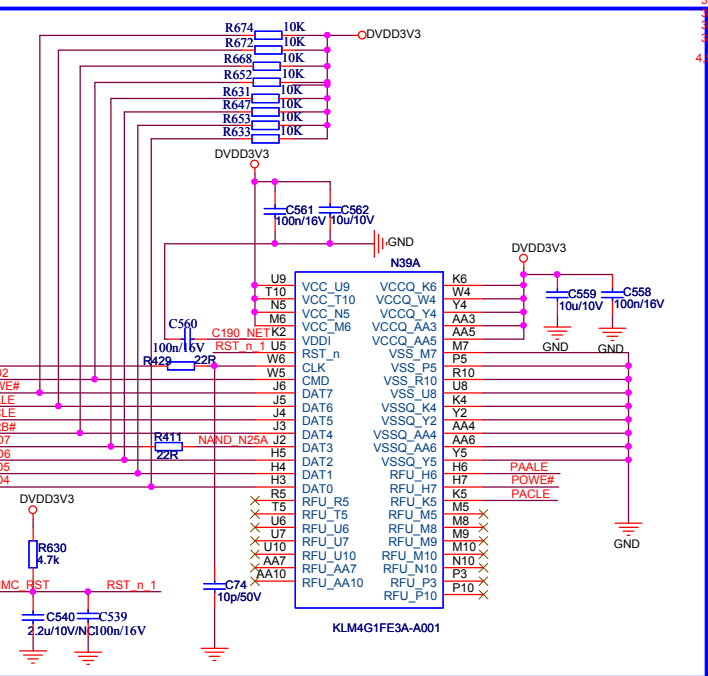 R674 10K
DVDD3V3
R672 10K
R668 10K
R652 10K
R631 10K
R647 10K
R653 10K
R633 10K
4,
DVDD3V3
C561
100n/16V
C562
10u/10V
GND
DVDD3V3
N39A
C559
10u/10V
C558
100n/16V
GND
GND
U9 VCC_U9 VCCQ_K6 K6
T10 VCC_T10 VCCQ_W4 W4
N5 VCC_N5 VCCQ_Y4 Y4
M6 VCC_M6 VCCQ_AA3 AA3
C560
100n/16V
C190_NET K2 VDDI VCCQ_AA5 AA5
RST_n_1 U5 RST_n VSS_M7 M7
R429 22R W6 CLK VSS_P5 P5
W5 CMD VSS_R10 R10
WE# J6 DAT7 VSS_U8 U8
LE J5 DAT6 VSSQ_K4 K4
CLE J4 DAT5 VSSQ_Y2 Y2
B# J3 DAT4 VSSQ_AA4 AA4
R411
22R
NAND_N25A J2 DAT3 VSSQ_AA6 AA6
H5 DAT2 VSSQ_Y5 Y5
H4 DAT1 RFU_H6 H6 PAALE
H3 DAT0 RFU_H7 H7 POWE#
R5 RFU_R5 RFU_K5 K5 PACLE
T5 RFU_T5 RFU_M5 M5
U6 RFU_U6 RFU_M8 M8
U7 RFU_U7 RFU_M9 M9
U10 RFU_U10 RFU_M10 M10
AA7 RFU_AA7 RFU_N10 N10
AA10 RFU_AA10 RFU_P3 P3
RFU_P10 P10
GND
DVDD3V3
R630
4.7k
MC_RST RST_n_1
C74
10p/50V
C540
2.2u/10V/NC
C539
100n/16V
KLM4G1FE3A-A001